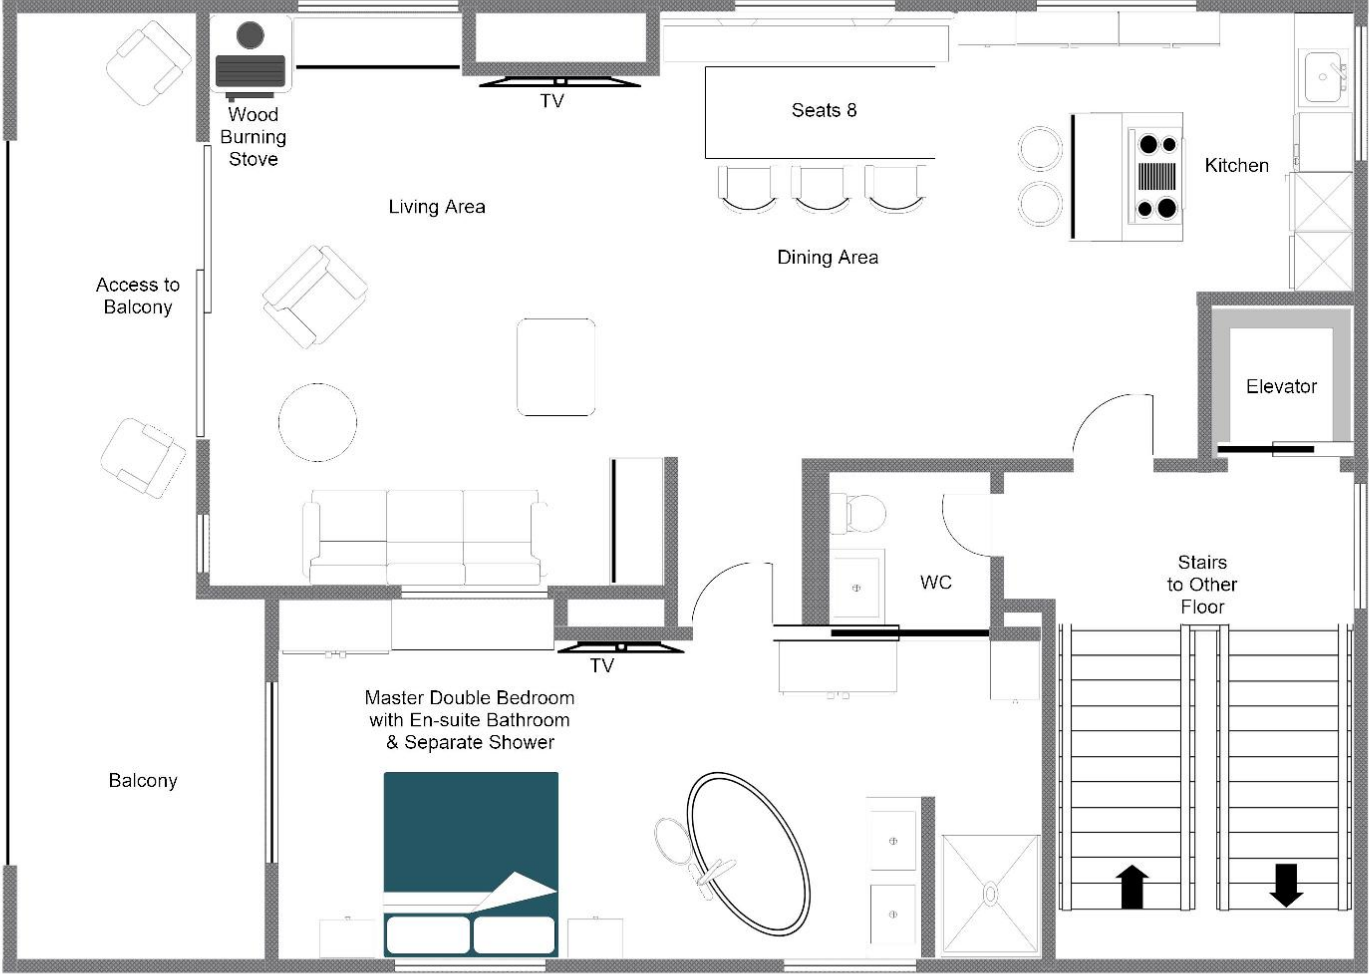 TV
Wood
Burning
Stove
Seats 8
Kitchen
Living Area
Dining Area
Access to
Balcony
Elevator
WC
Stairs
to Other
Floor
TV
Master Double Bedroom
with En-suite Bathroom
& Separate Shower
Balcony